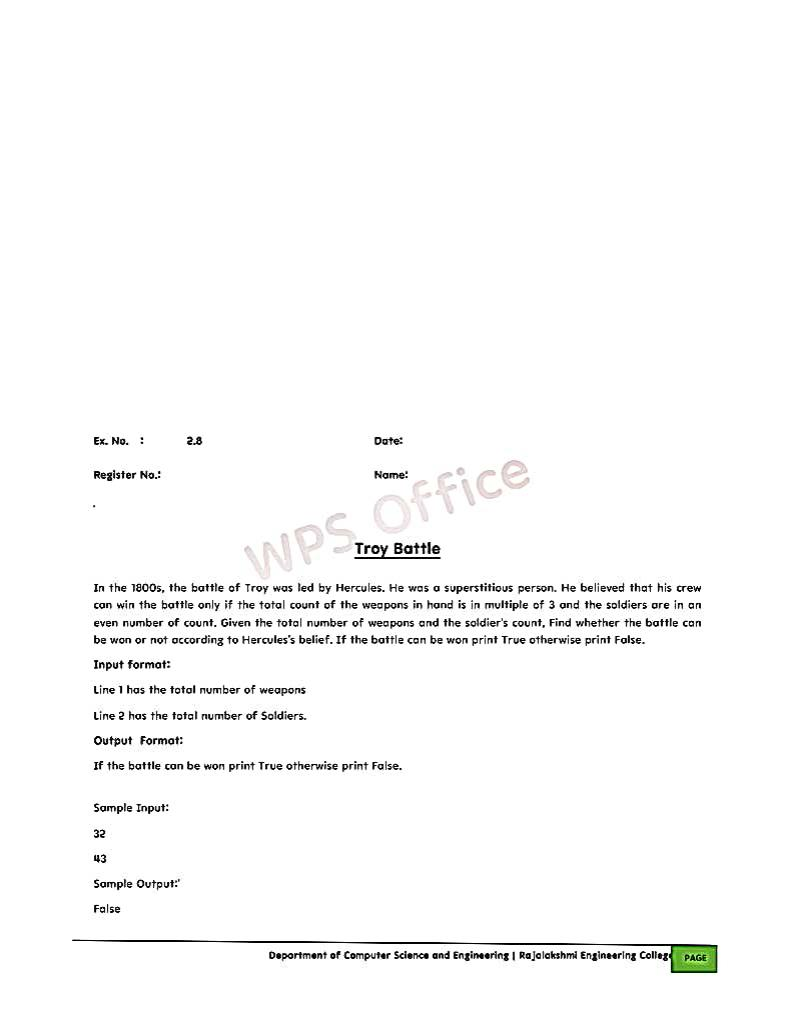 Ex. No. : 2.8 Date:
Register No.: Name:
.
WPS Office
Troy Battle
In the 1800s, the battle of Troy was led by Hercules. He was a superstitious person. He believed that his crew
can win the battle only if the total count of the weapons in hand is in multiple of 3 and the soldiers are in an
even number of count. Given the total number of weapons and the soldier's count, Find whether the battle can
be won or not according to Hercules's belief. If the battle can be won print True otherwise print False.
Input format:
Line 1 has the total number of weapons
Line 2 has the total number of Soldiers.
Output Format:
If the battle can be won print True otherwise print False.
Sample Input:
32
43
Sample Output:'
False
Department of Computer Science and Engineering | Rajalakshmi Engineering College PAGE